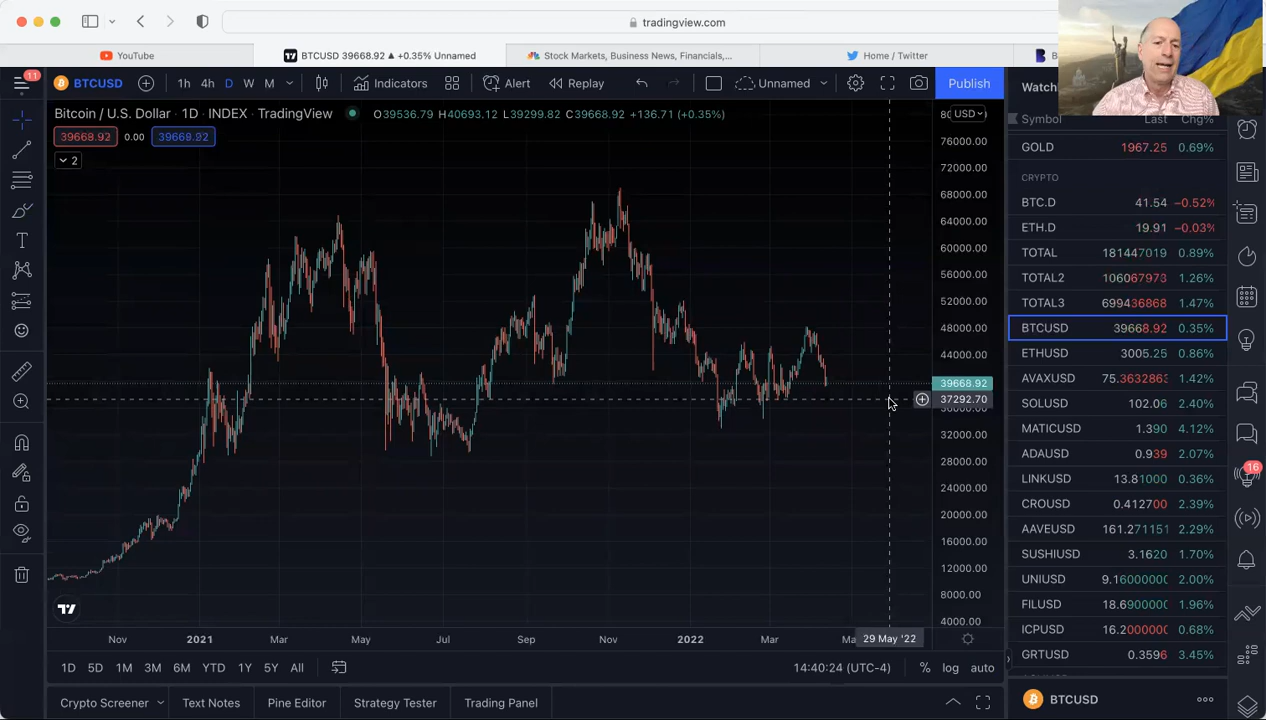 tradingview.com
YouTube
BTCUSD 39668.92 ▲ +0.35% Unnamed
Stock Markets, Business News, Financials,...
Home / Twitter
B
11
BTCUSD
1h 4h D W M
Indicators
Alert
Replay
Unnamed
Publish
Watch
Bitcoin / U.S. Dollar · 1D · INDEX · TradingView
O39536.79 H40693.12 L39299.82 C39668.92 +136.71 (+0.35%)
39668.92 0.00 39668.92
2
USD
76000.00
72000.00
68000.00
64000.00
60000.00
56000.00
52000.00
48000.00
44000.00
39668.92
37292.70
36000.00
32000.00
28000.00
24000.00
20000.00
16000.00
12000.00
8000.00
4000.00
Nov 2021 Mar May Jul Sep Nov 2022 Mar 29 May '22
1D 5D 1M 3M 6M YTD 1Y 5Y All
14:40:24 (UTC-4) % log auto
Crypto Screener Text Notes Pine Editor Strategy Tester Trading Panel
Symbol Last Chg%
GOLD 1967.25 0.69%
CRYPTO
BTC.D 41.54 −0.52%
ETH.D 19.91 −0.03%
TOTAL 181447019 0.89%
TOTAL2 106067973 1.26%
TOTAL3 699436868 1.47%
BTCUSD 39668.92 0.35%
ETHUSD 3005.25 0.86%
AVAXUSD 75.3632863 1.42%
SOLUSD 102.06 2.40%
MATICUSD 1.390 4.12%
ADAUSD 0.939 2.07%
LINKUSD 13.81000 0.36%
CROUSD 0.412700 2.37%
AAVEUSD 161.271151 2.29%
SUSHIUSD 3.1620 1.70%
UNIUSD 9.16000000 2.00%
FILUSD 18.6900000 1.96%
ICPUSD 16.2000000 0.68%
GRTUSD 0.3596 3.45%
BTCUSD
16